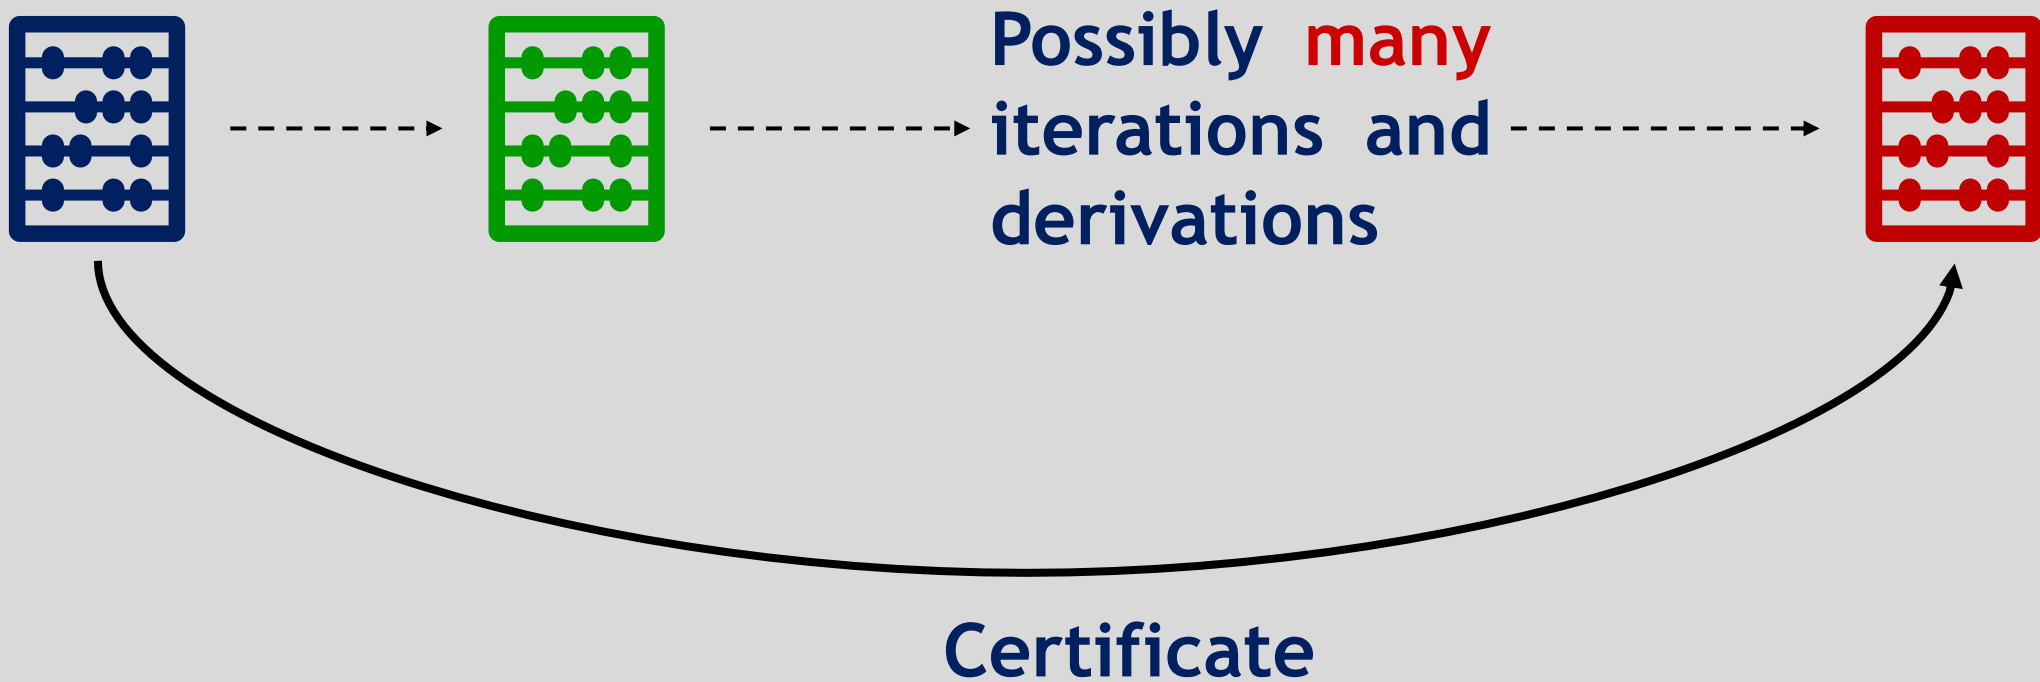 Possibly many
iterations and
derivations
Certificate